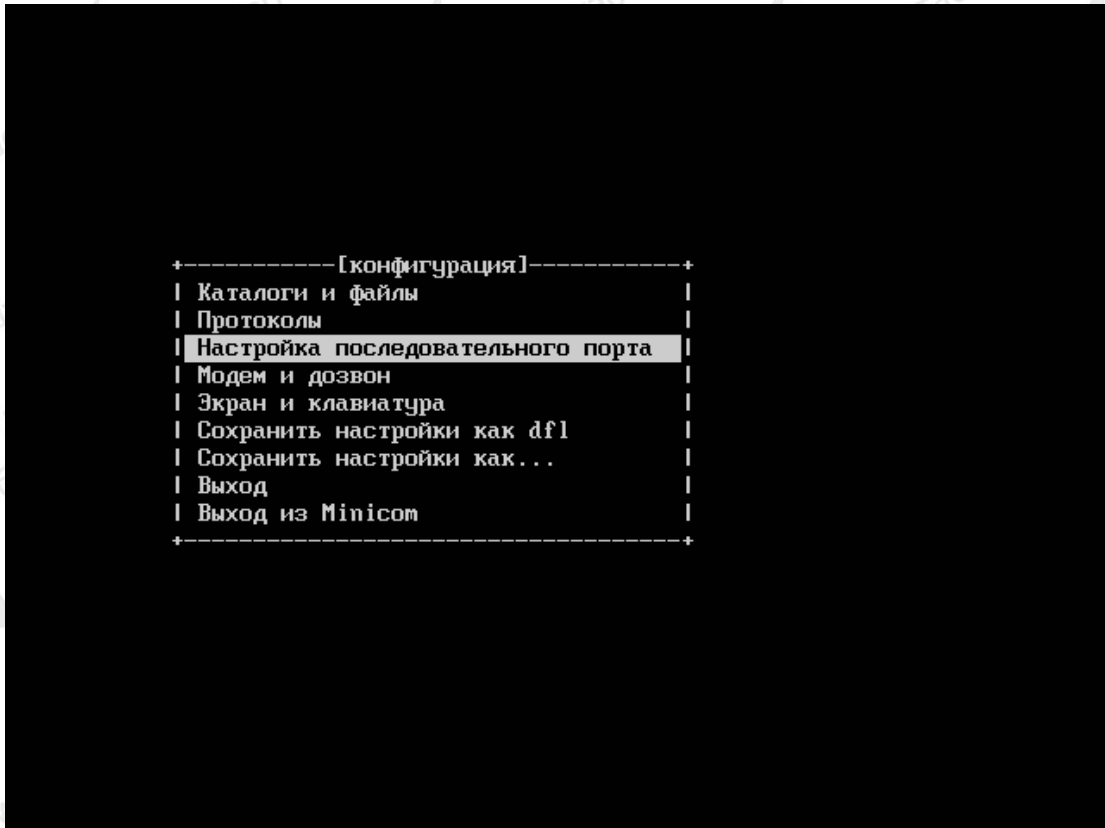 [конфигурация]
Каталоги и файлы
Протоколы
Настройка последовательного порта
Модем и дозвон
Экран и клавиатура
Сохранить настройки как dfl
Сохранить настройки как...
Выход
Выход из Minicom